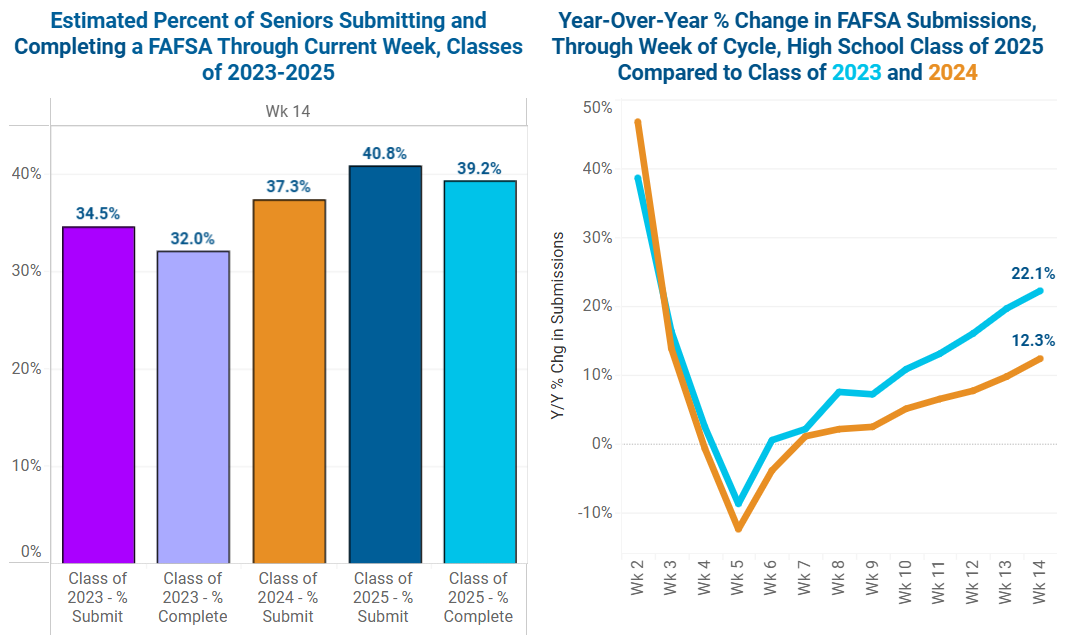 Estimated Percent of Seniors Submitting and
Completing a FAFSA Through Current Week, Classes
of 2023-2025
Wk 14
40%
30%
20%
10%
0%
34.5%
32.0%
37.3%
40.8%
39.2%
Class of
2023 - %
Submit
Class of
2023 - %
Complete
Class of
2024 - %
Submit
Class of
2025 - %
Submit
Class of
2025 - %
Complete
Year-Over-Year % Change in FAFSA Submissions,
Through Week of Cycle, High School Class of 2025
Compared to Class of 2023 and 2024
Y/Y % Chg in Submissions
50%
40%
30%
20%
10%
0%
-10%
22.1%
12.3%
Wk 2
Wk 3
Wk 4
Wk 5
Wk 6
Wk 7
Wk 8
Wk 9
Wk 10
Wk 11
Wk 12
Wk 13
Wk 14